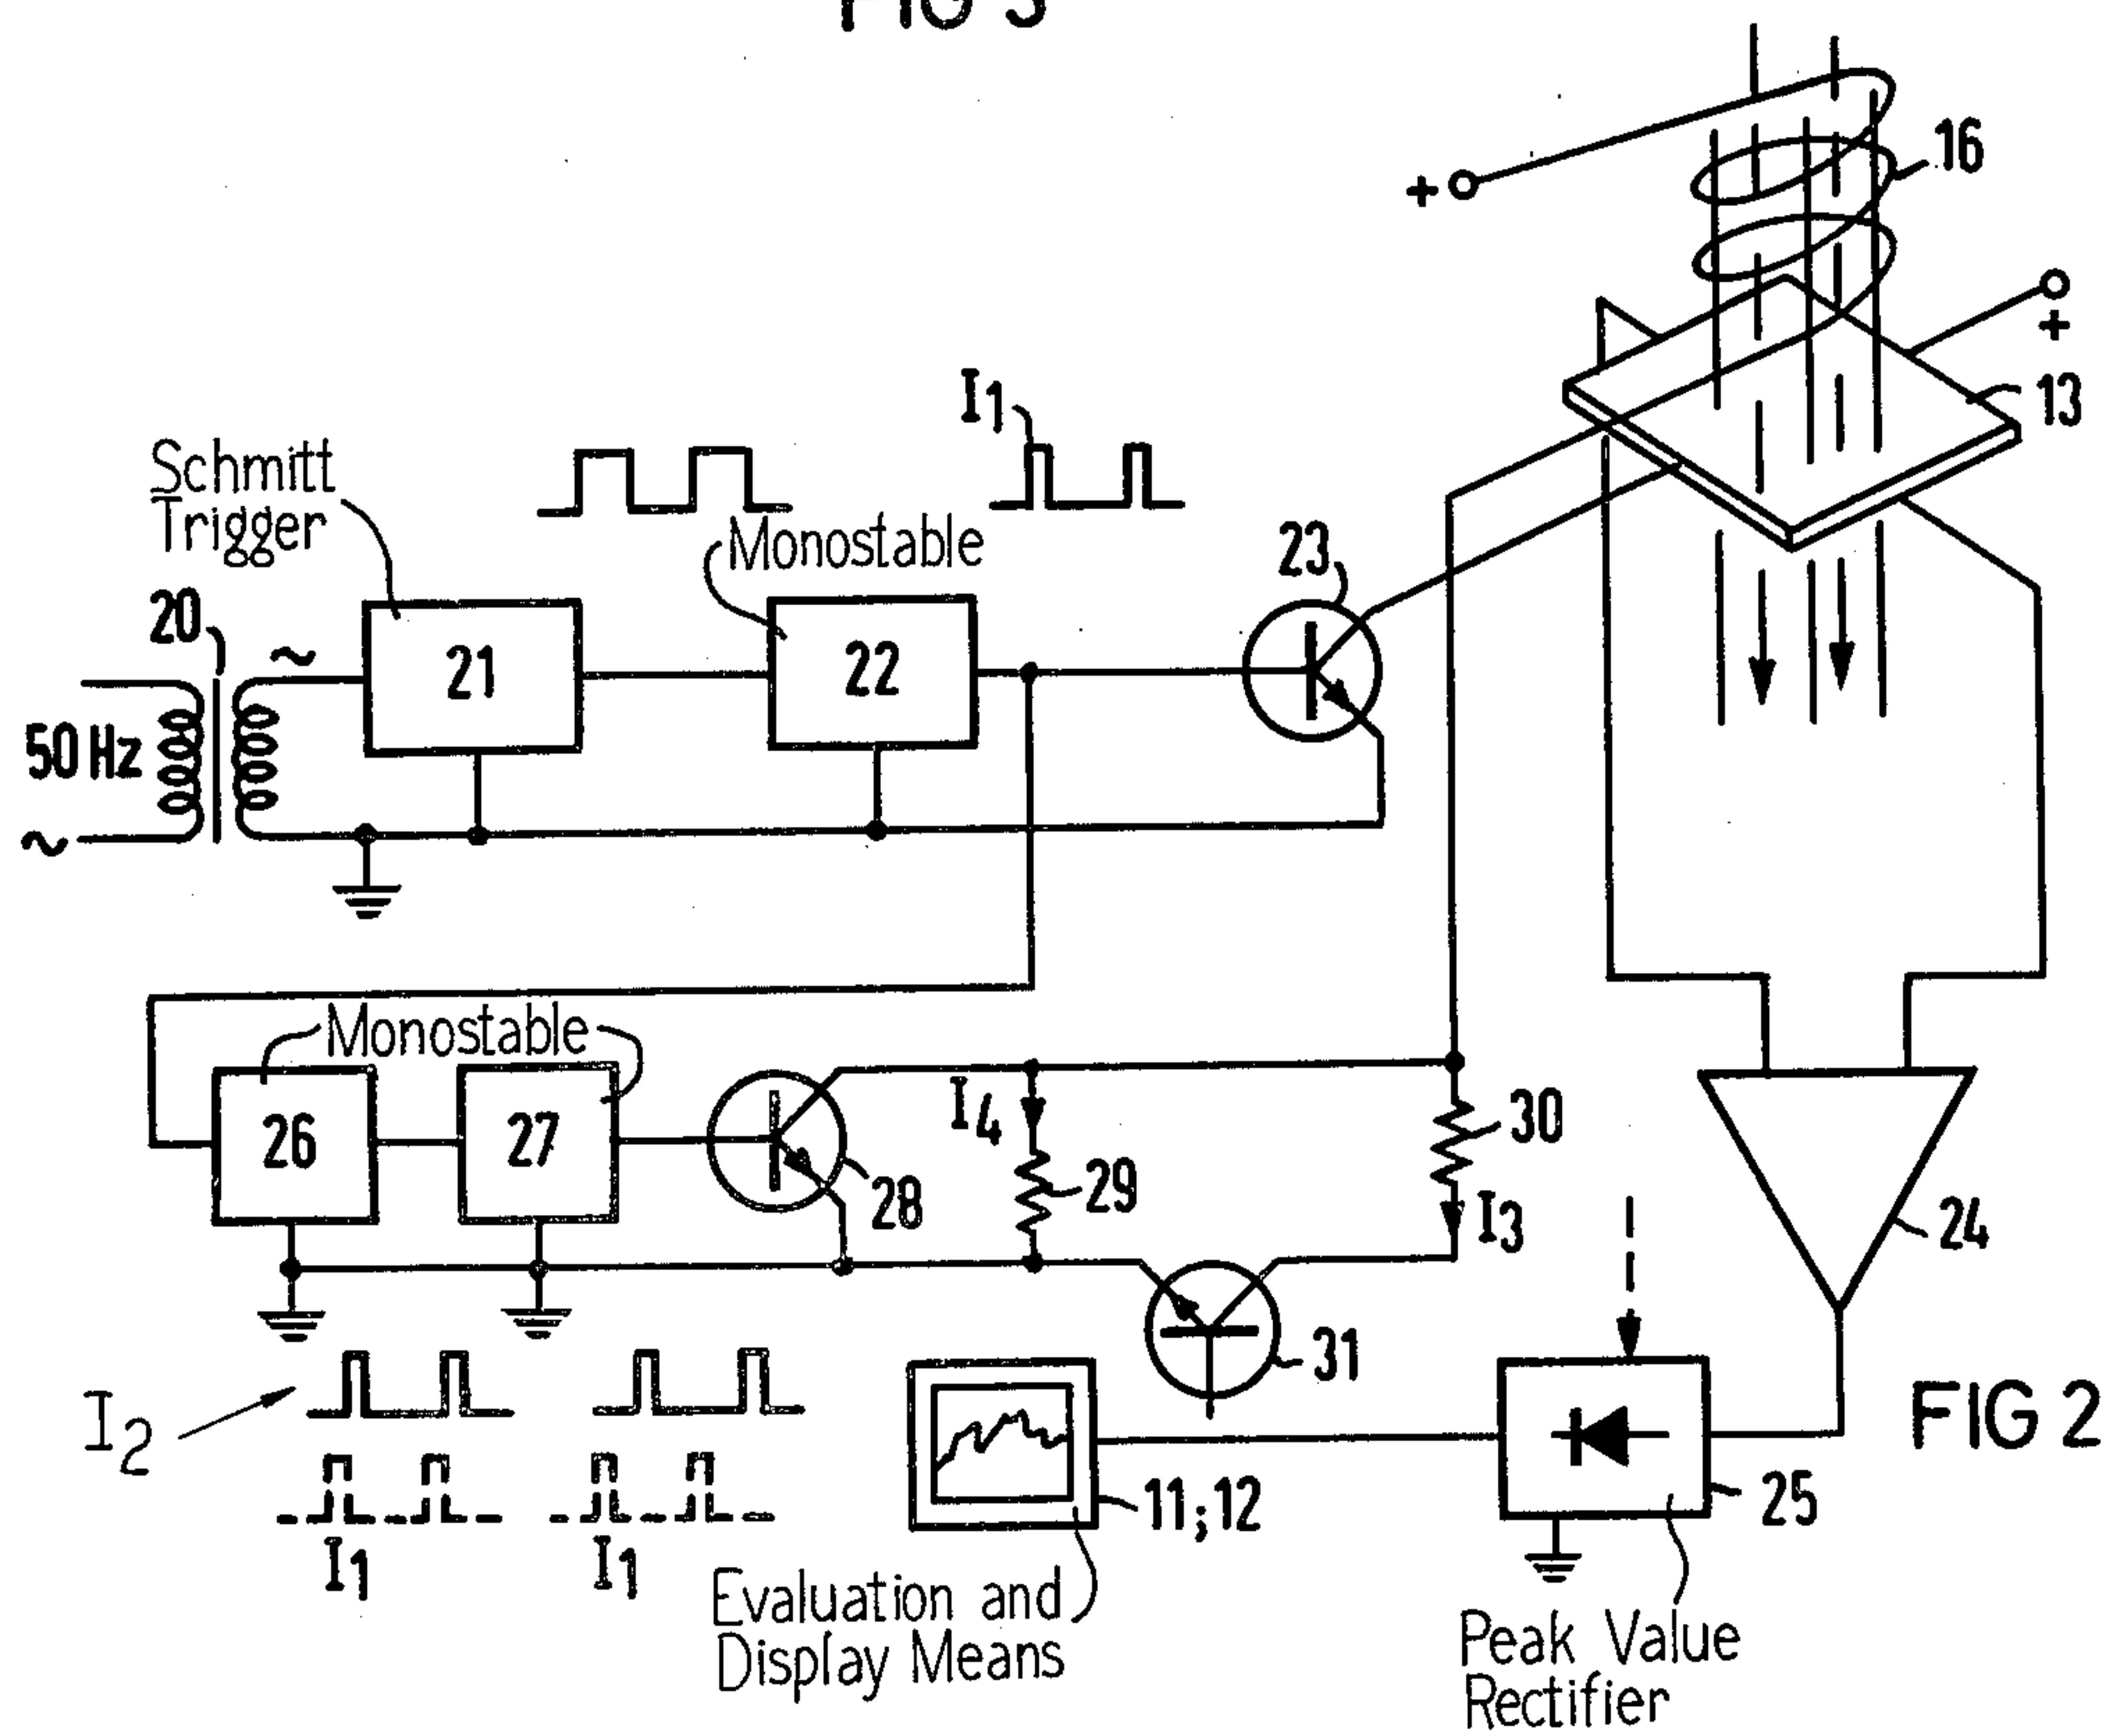 FIG 3
16
+
+
13
I1
Schmitt
Trigger
Monostable
23
20
~
21
22
50 Hz
~
Monostable
26
27
28
I4
29
30
I3
24
31
I2
I1
I1
11;12
25
FIG 2
Evaluation and
Display Means
Peak Value
Rectifier